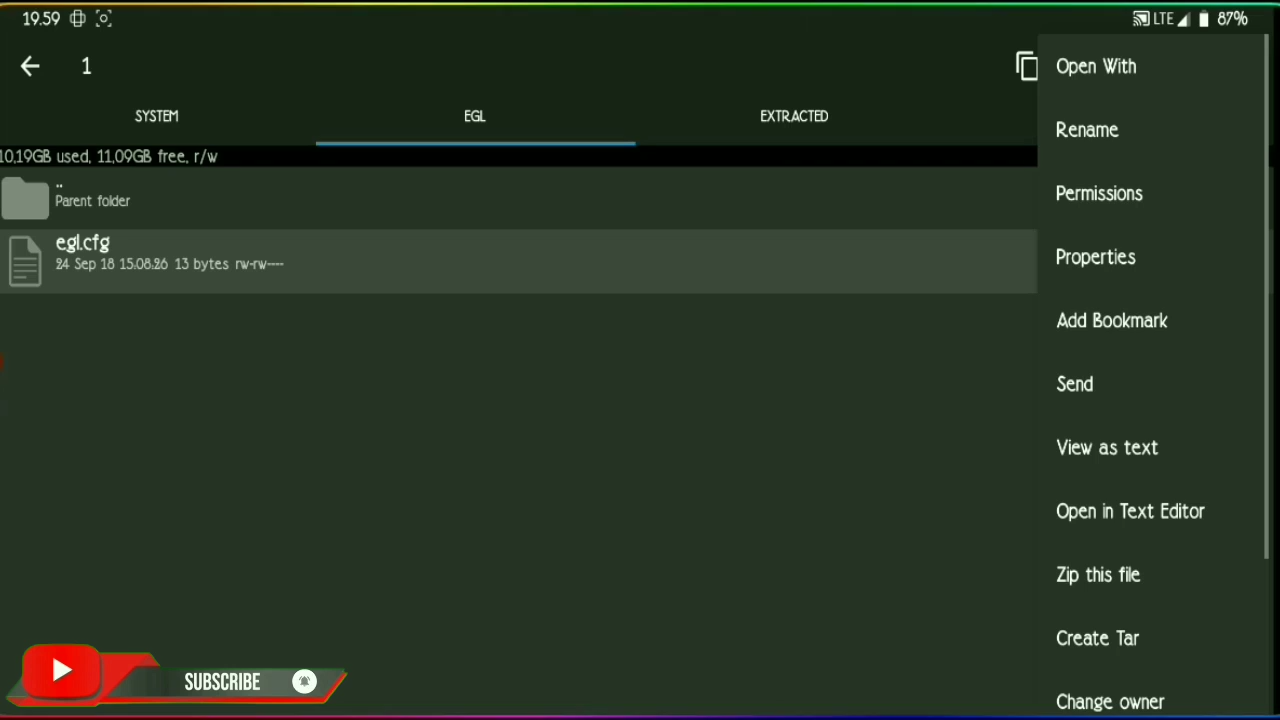 19.59
LTE 87%
1
SYSTEM EGL EXTRACTED
10,19GB used, 11,09GB free, r/w
..
Parent folder
egl.cfg
24 Sep 18 15.08.26 13 bytes rw-rw----
Open With
Rename
Permissions
Properties
Add Bookmark
Send
View as text
Open in Text Editor
Zip this file
Create Tar
Change owner
SUBSCRIBE